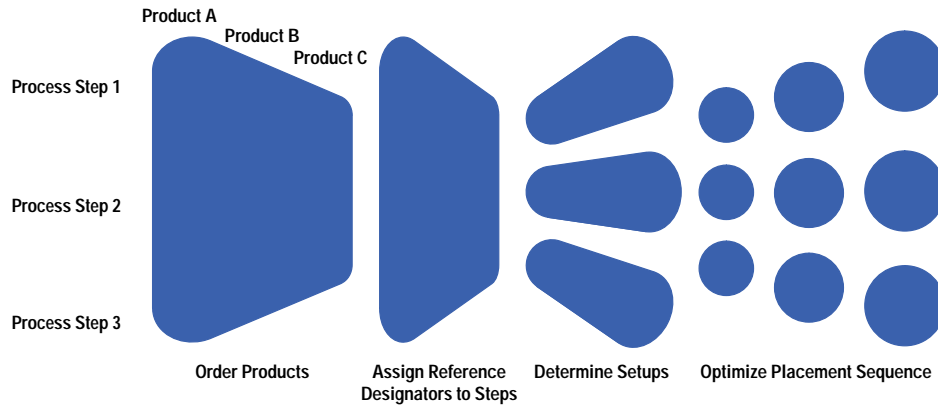 Product A
Product B
Product C
Process Step 1
Process Step 2
Process Step 3
Order Products
Assign Reference
Designators to Steps
Determine Setups
Optimize Placement Sequence